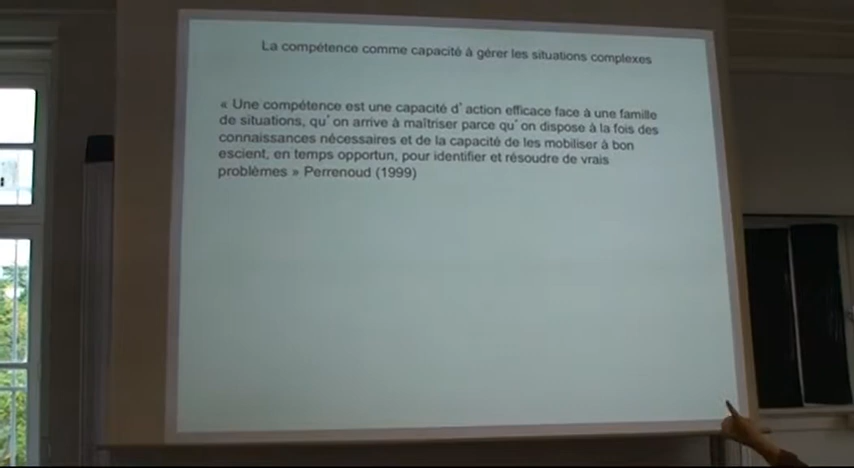 La compétence comme capacité à gérer les situations complexes
« Une compétence est une capacité d' action efficace face à une famille
de situations, qu' on arrive à maîtriser parce qu' on dispose à la fois des
connaissances nécessaires et de la capacité de les mobiliser à bon
escient, en temps opportun, pour identifier et résoudre de vrais
problèmes » Perrenoud (1999)